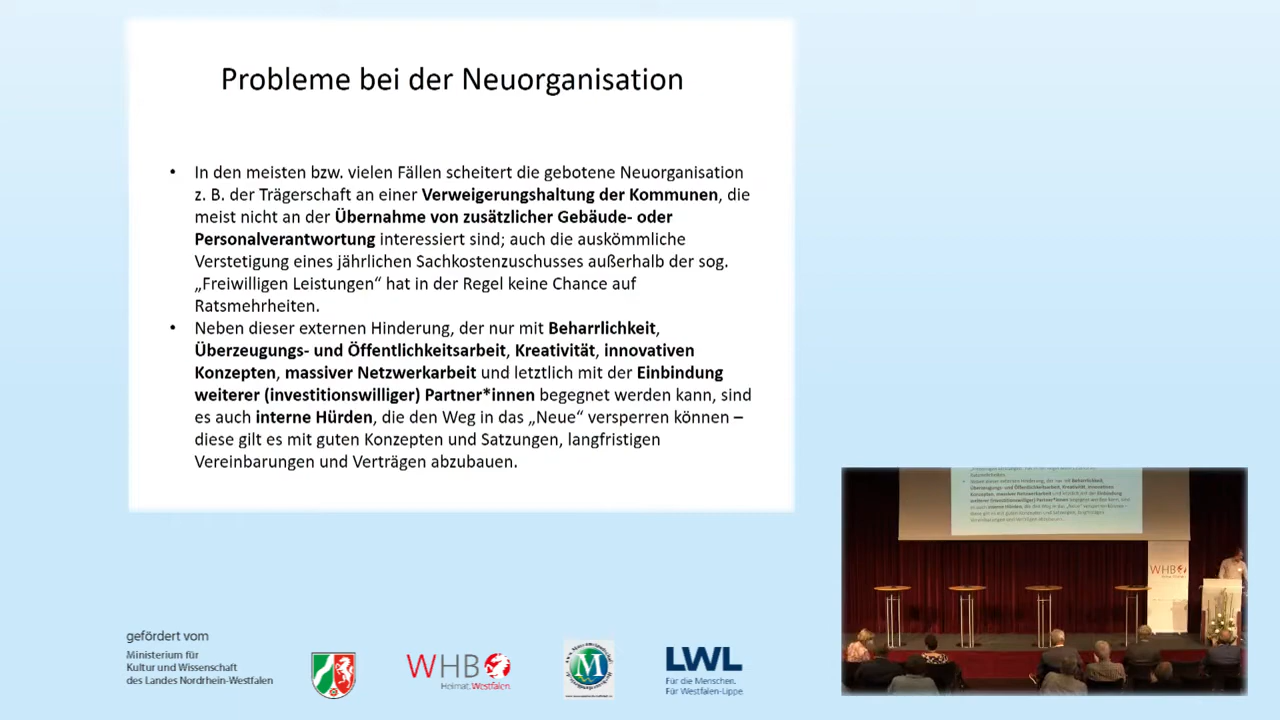 Probleme bei der Neuorganisation
• In den meisten bzw. vielen Fällen scheitert die gebotene Neuorganisation
z. B. der Trägerschaft an einer Verweigerungshaltung der Kommunen, die
meist nicht an der Übernahme von zusätzlicher Gebäude- oder
Personalverantwortung interessiert sind; auch die auskömmliche
Verstetigung eines jährlichen Sachkostenzuschusses außerhalb der sog.
„Freiwilligen Leistungen“ hat in der Regel keine Chance auf
Ratsmehrheiten.
• Neben dieser externen Hinderung, der nur mit Beharrlichkeit,
Überzeugungs- und Öffentlichkeitsarbeit, Kreativität, innovativen
Konzepten, massiver Netzwerkarbeit und letztlich mit der Einbindung
weiterer (investitionswilliger) Partner*innen begegnet werden kann, sind
es auch interne Hürden, die den Weg in das „Neue“ versperren können –
diese gilt es mit guten Konzepten und Satzungen, langfristigen
Vereinbarungen und Verträgen abzubauen.
gefördert vom
Ministerium für
Kultur und Wissenschaft
des Landes Nordrhein-Westfalen
WHB
Heimat. Westfalen.
M
LWL
Für die Menschen.
Für Westfalen-Lippe.
WHB